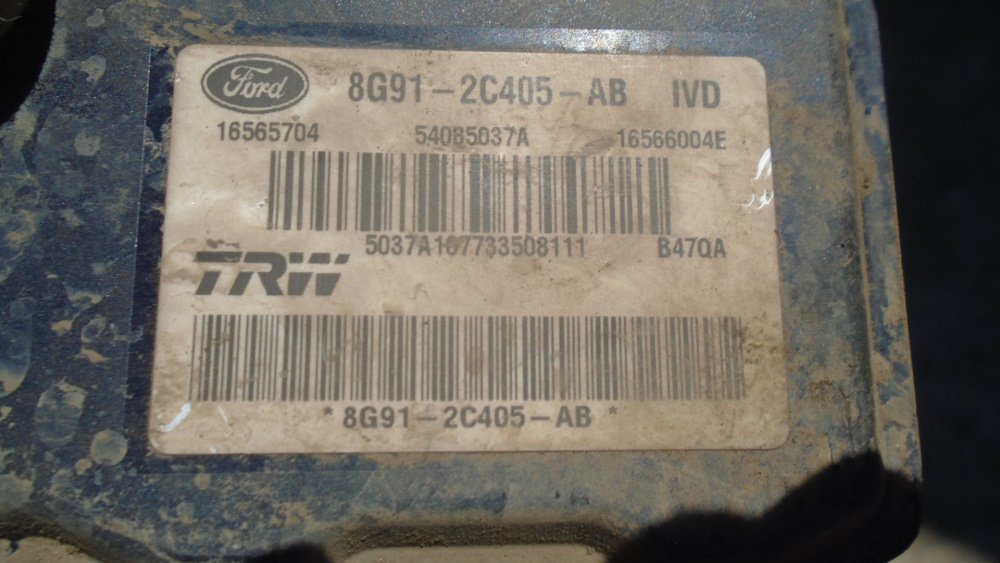 Ford 8G91-2C405-AB IVD
16565704 54085037A 16566004E
5037A167733508111 B47QA
TRW
*8G91-2C405-AB*